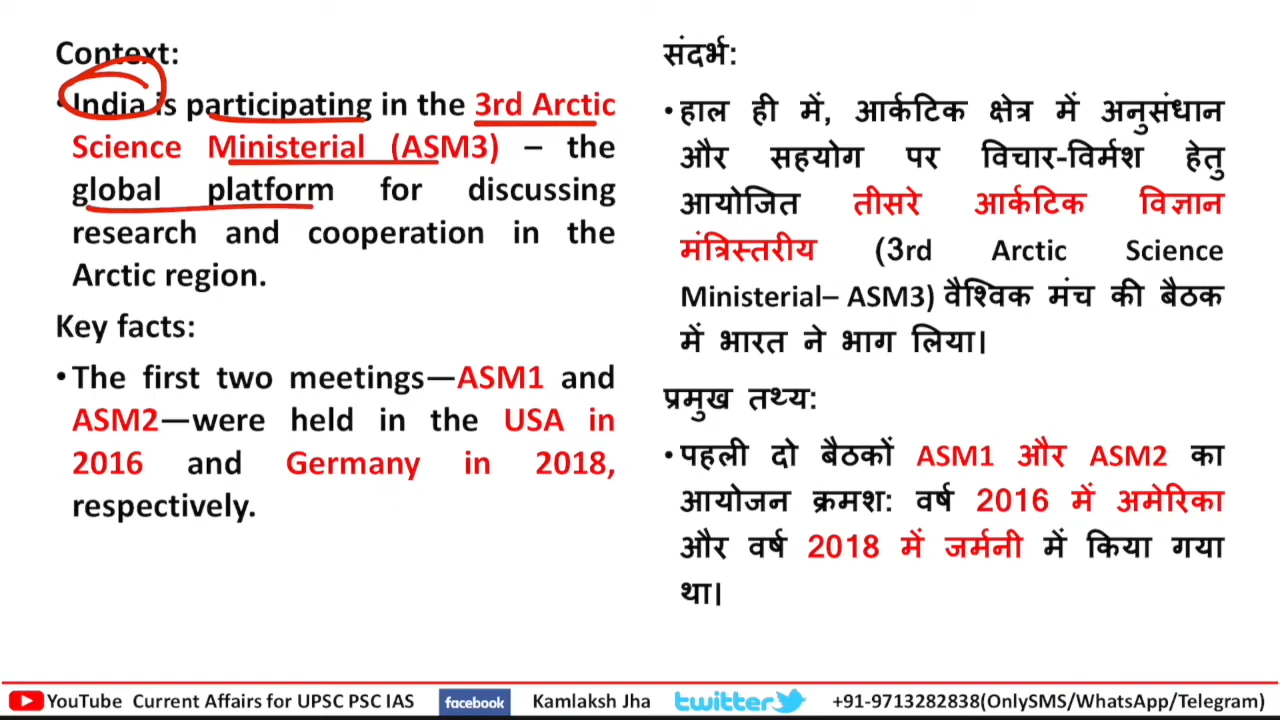 Context:
• India is participating in the 3rd Arctic
Science Ministerial (ASM3) – the
global platform for discussing
research and cooperation in the
Arctic region.
Key facts:
• The first two meetings—ASM1 and
ASM2—were held in the USA in
2016 and Germany in 2018,
respectively.
संदर्भ:
• हाल ही में, आर्कटिक क्षेत्र में अनुसंधान
और सहयोग पर विचार-विर्मश हेतु
आयोजित तीसरे आर्कटिक विज्ञान
मंत्रिस्तरीय (3rd Arctic Science
Ministerial– ASM3) वैश्विक मंच की बैठक
में भारत ने भाग लिया।
प्रमुख तथ्य:
• पहली दो बैठकों ASM1 और ASM2 का
आयोजन क्रमश: वर्ष 2016 में अमेरिका
और वर्ष 2018 में जर्मनी में किया गया
था।
YouTube Current Affairs for UPSC PSC IAS facebook Kamlaksh Jha twitter +91-9713282838(OnlySMS/WhatsApp/Telegram)